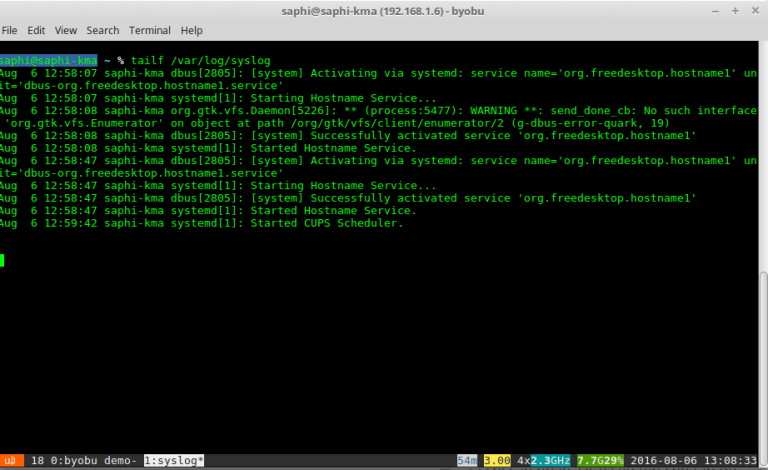 saphi@saphi-kma (192.168.1.6) - byobu
File Edit View Search Terminal Help
saphi@saphi-kma ~ % tailf /var/log/syslog
Aug  6 12:58:07 saphi-kma dbus[2805]: [system] Activating via systemd: service name='org.freedesktop.hostname1' un
it='dbus-org.freedesktop.hostname1.service'
Aug  6 12:58:07 saphi-kma systemd[1]: Starting Hostname Service...
Aug  6 12:58:08 saphi-kma org.gtk.vfs.Daemon[5226]: ** (process:5477): WARNING **: send_done_cb: No such interface
 'org.gtk.vfs.Enumerator' on object at path /org/gtk/vfs/client/enumerator/2 (g-dbus-error-quark, 19)
Aug  6 12:58:08 saphi-kma dbus[2805]: [system] Successfully activated service 'org.freedesktop.hostname1'
Aug  6 12:58:08 saphi-kma systemd[1]: Started Hostname Service.
Aug  6 12:58:47 saphi-kma dbus[2805]: [system] Activating via systemd: service name='org.freedesktop.hostname1' un
it='dbus-org.freedesktop.hostname1.service'
Aug  6 12:58:47 saphi-kma systemd[1]: Starting Hostname Service...
Aug  6 12:58:47 saphi-kma dbus[2805]: [system] Successfully activated service 'org.freedesktop.hostname1'
Aug  6 12:58:47 saphi-kma systemd[1]: Started Hostname Service.
Aug  6 12:59:42 saphi-kma systemd[1]: Started CUPS Scheduler.
18 0:byobu demo- 1:syslog* 54m 3.00 4x2.3GHz 7.7G29% 2016-08-06 13:08:33